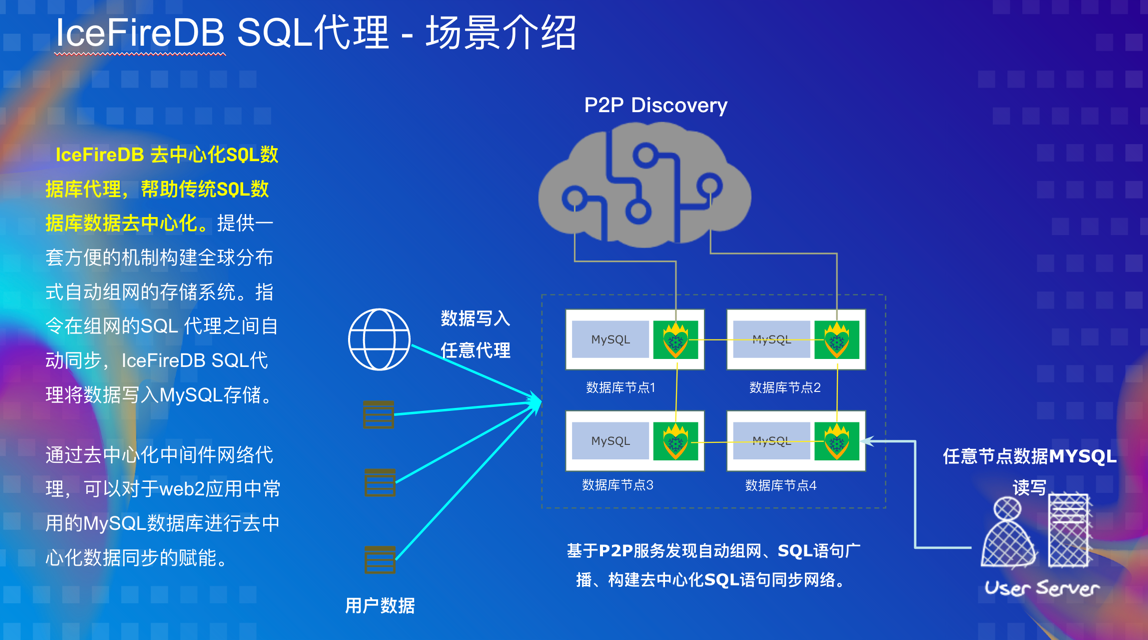 IceFireDB SQL代理 - 场景介绍
P2P Discovery
IceFireDB 去中心化SQL数
据库代理，帮助传统SQL数
据库数据去中心化。提供一
套方便的机制构建全球分布
式自动组网的存储系统。指
令在组网的SQL 代理之间自
动同步，IceFireDB SQL代
理将数据写入MySQL存储。
通过去中心化中间件网络代
理，可以对于web2应用中常
用的MySQL数据库进行去中
心化数据同步的赋能。
数据写入
任意代理
用户数据
MySQL
MySQL
数据库节点1
数据库节点2
MySQL
MySQL
数据库节点3
数据库节点4
基于P2P服务发现自动组网、SQL语句广
播、构建去中心化SQL语句同步网络。
任意节点数据MYSQL
读写
User Server